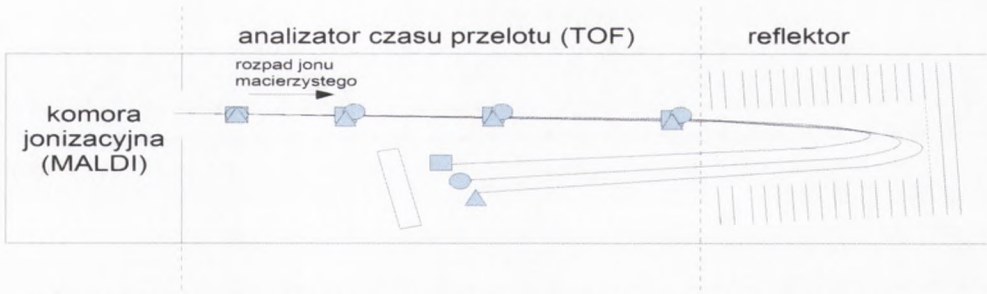 analizator czasu przelotu (TOF)
reflektor
rozpad jonu
macierzystego
komora
jonizacyjna
(MALDI)